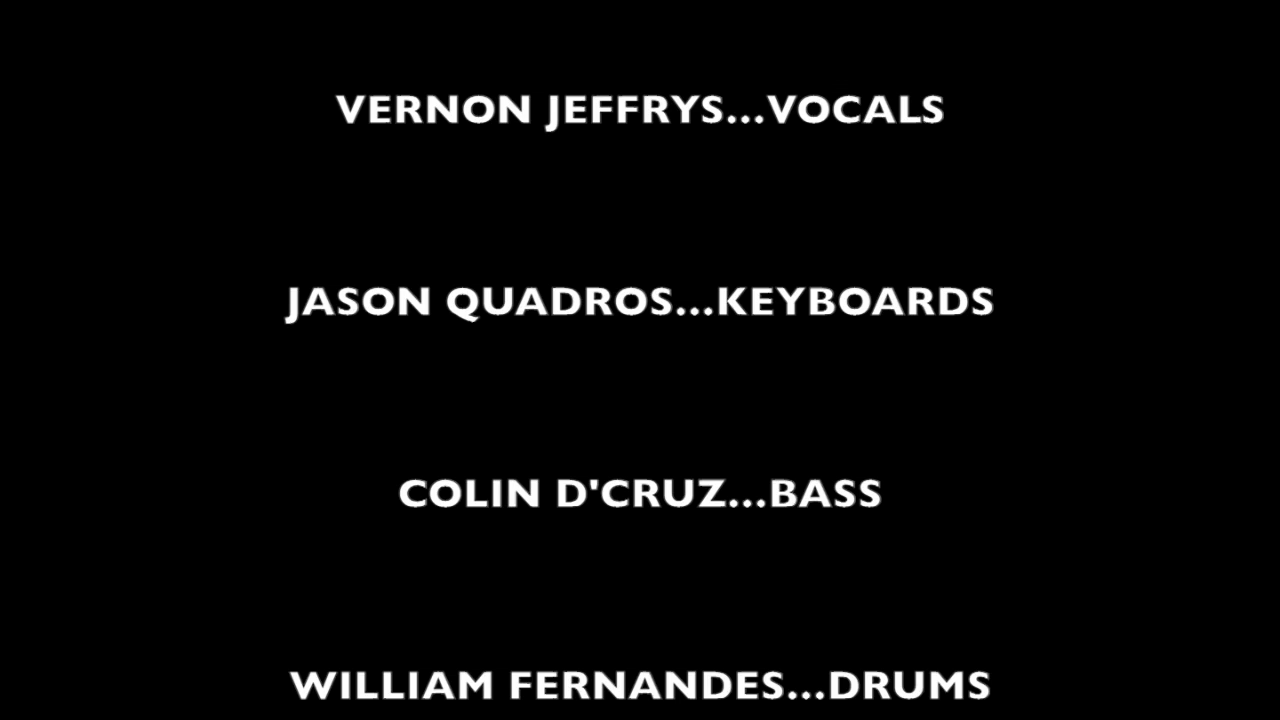 VERNON JEFFRYS...VOCALS
JASON QUADROS...KEYBOARDS
COLIN D'CRUZ...BASS
WILLIAM FERNANDES...DRUMS